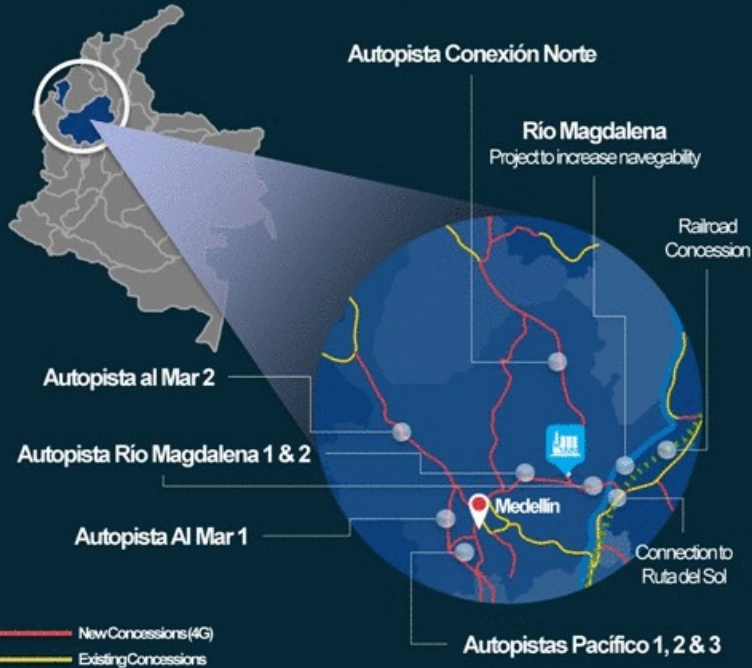 Autopista Conexión Norte
Río Magdalena
Project to increase navegability
Railroad
Concession
Autopista al Mar 2
Autopista Río Magdalena 1 & 2
Medellín
Autopista Al Mar 1
Connection to
Ruta del Sol
New Concessions (4G)
Autopistas Pacífico 1, 2 & 3
Existing Concessions